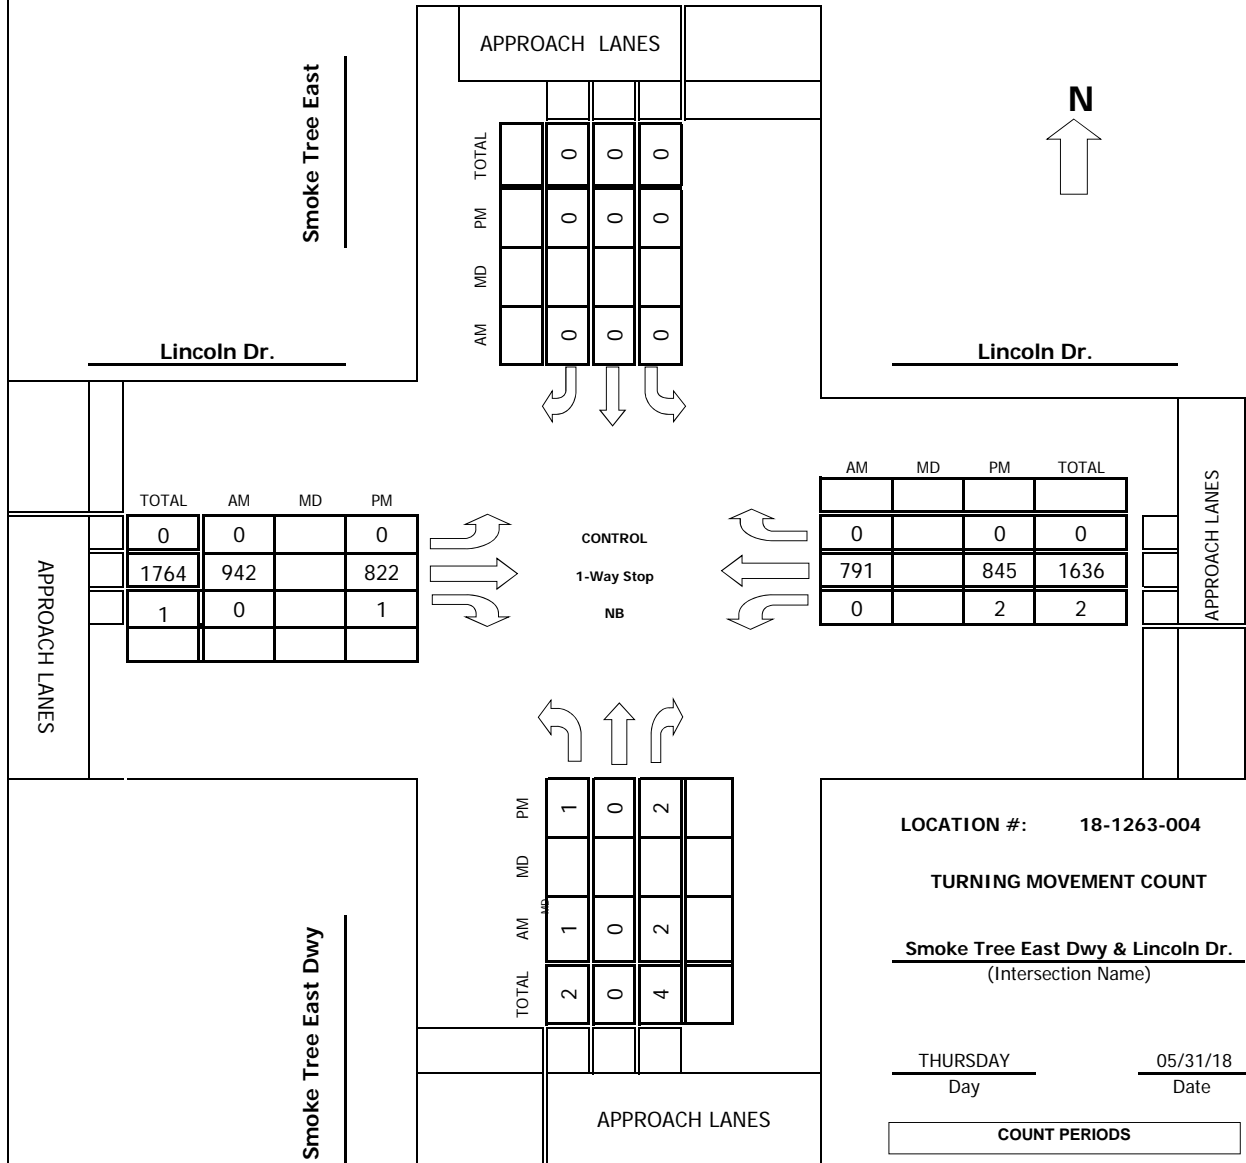 APPROACH LANES
Smoke Tree East
N
TOTAL 0 0 0
PM 0 0 0
MD
AM 0 0 0
Lincoln Dr.
Lincoln Dr.
AM MD PM TOTAL
0 0 0
791 845 1636
0 2 2
APPROACH LANES
TOTAL AM MD PM
0 0 0
1764 942 822
1 0 1
APPROACH LANES
CONTROL
1-Way Stop
NB
PM 1 0 2
MD
MD
AM 1 0 2
TOTAL 2 0 4
Smoke Tree East Dwy
APPROACH LANES
LOCATION #: 18-1263-004
TURNING MOVEMENT COUNT
Smoke Tree East Dwy & Lincoln Dr.
(Intersection Name)
THURSDAY 05/31/18
Day Date
COUNT PERIODS